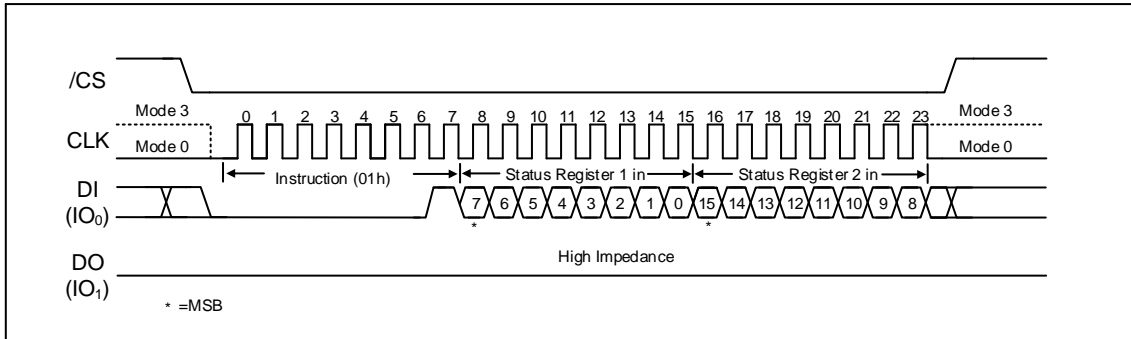 /CS
Mode 3
0 1 2 3 4 5 6 7 8 9 10 11 12 13 14 15 16 17 18 19 20 21 22 23
Mode 3
CLK
Mode 0
Mode 0
Instruction (01h)
Status Register 1 in
Status Register 2 in
DI
(IO₀)
7 6 5 4 3 2 1 0 15 14 13 12 11 10 9 8
* *
DO
(IO₁)
High Impedance
* =MSB